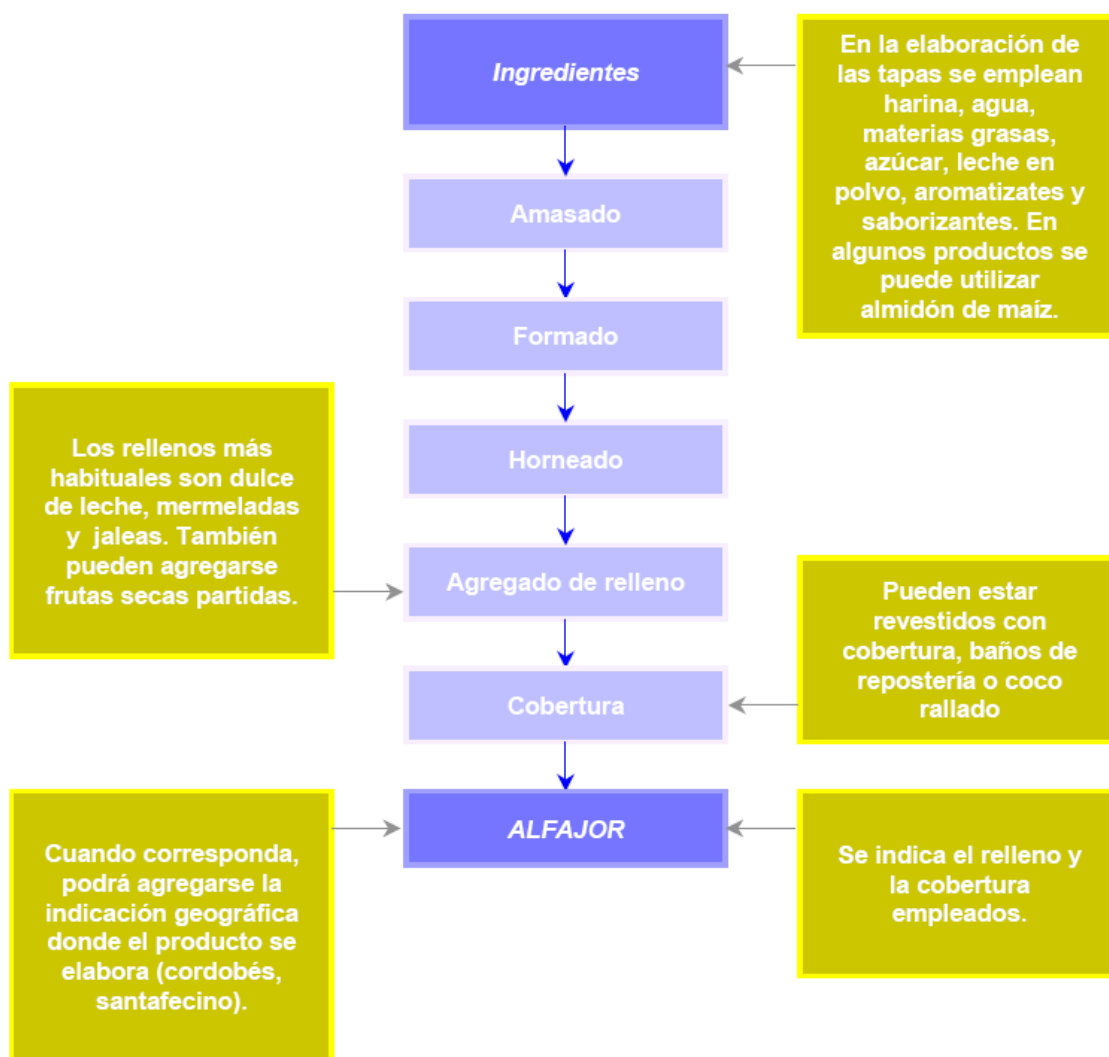 Ingredientes
En la elaboración de
las tapas se emplean
harina, agua,
materias grasas,
azúcar, leche en
polvo, aromatizates y
saborizantes. En
algunos productos se
puede utilizar
almidón de maíz.
Amasado
Formado
Horneado
Los rellenos más
habituales son dulce
de leche, mermeladas
y jaleas. También
pueden agregarse
frutas secas partidas.
Agregado de relleno
Pueden estar
revestidos con
cobertura, baños de
repostería o coco
rallado
Cobertura
ALFAJOR
Cuando corresponda,
podrá agregarse la
indicación geográfica
donde el producto se
elabora (cordobés,
santafecino).
Se indica el relleno y
la cobertura
empleados.